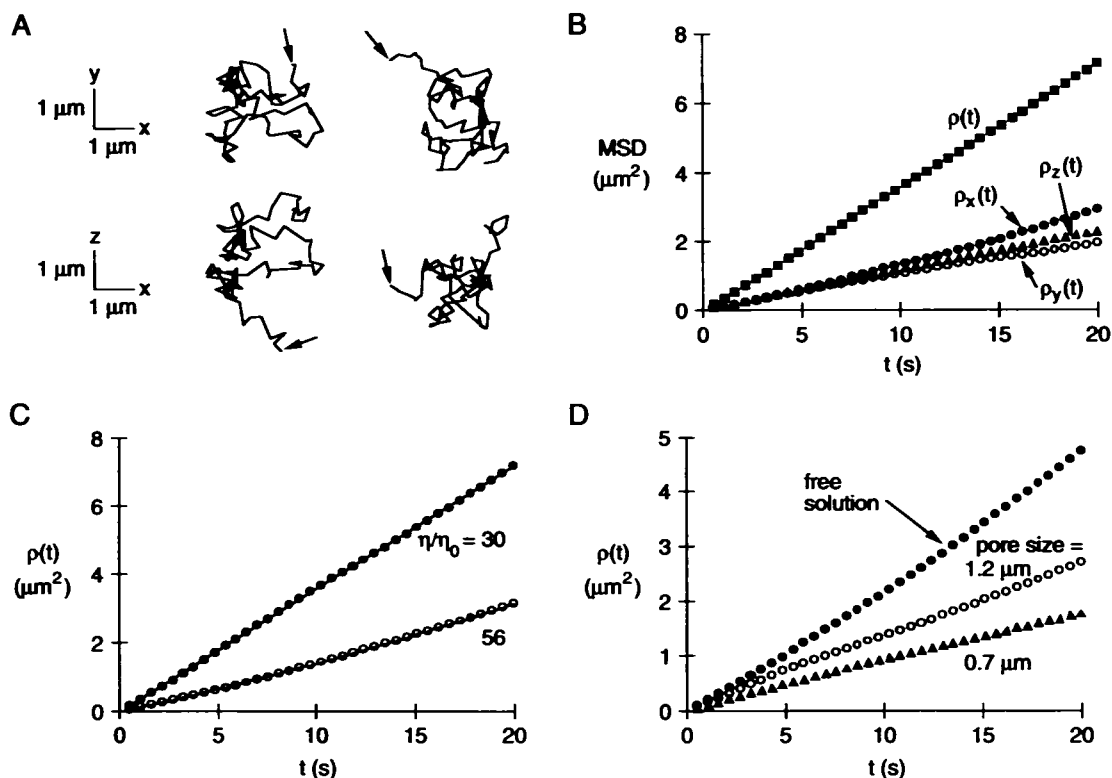 A
y
1 μm
x
1 μm
z
1 μm
x
1 μm
B
8
6
MSD
(μm²)
4
2
0
ρ(t)
ρx(t)
ρz(t)
ρy(t)
0 5 10 15 20
t (s)
C
8
6
ρ(t)
(μm²)
4
2
0
η/η₀ = 30
56
0 5 10 15 20
t (s)
D
5
4
3
ρ(t)
(μm²)
2
1
0
free
solution
pore size =
1.2 μm
0.7 μm
0 5 10 15 20
t (s)